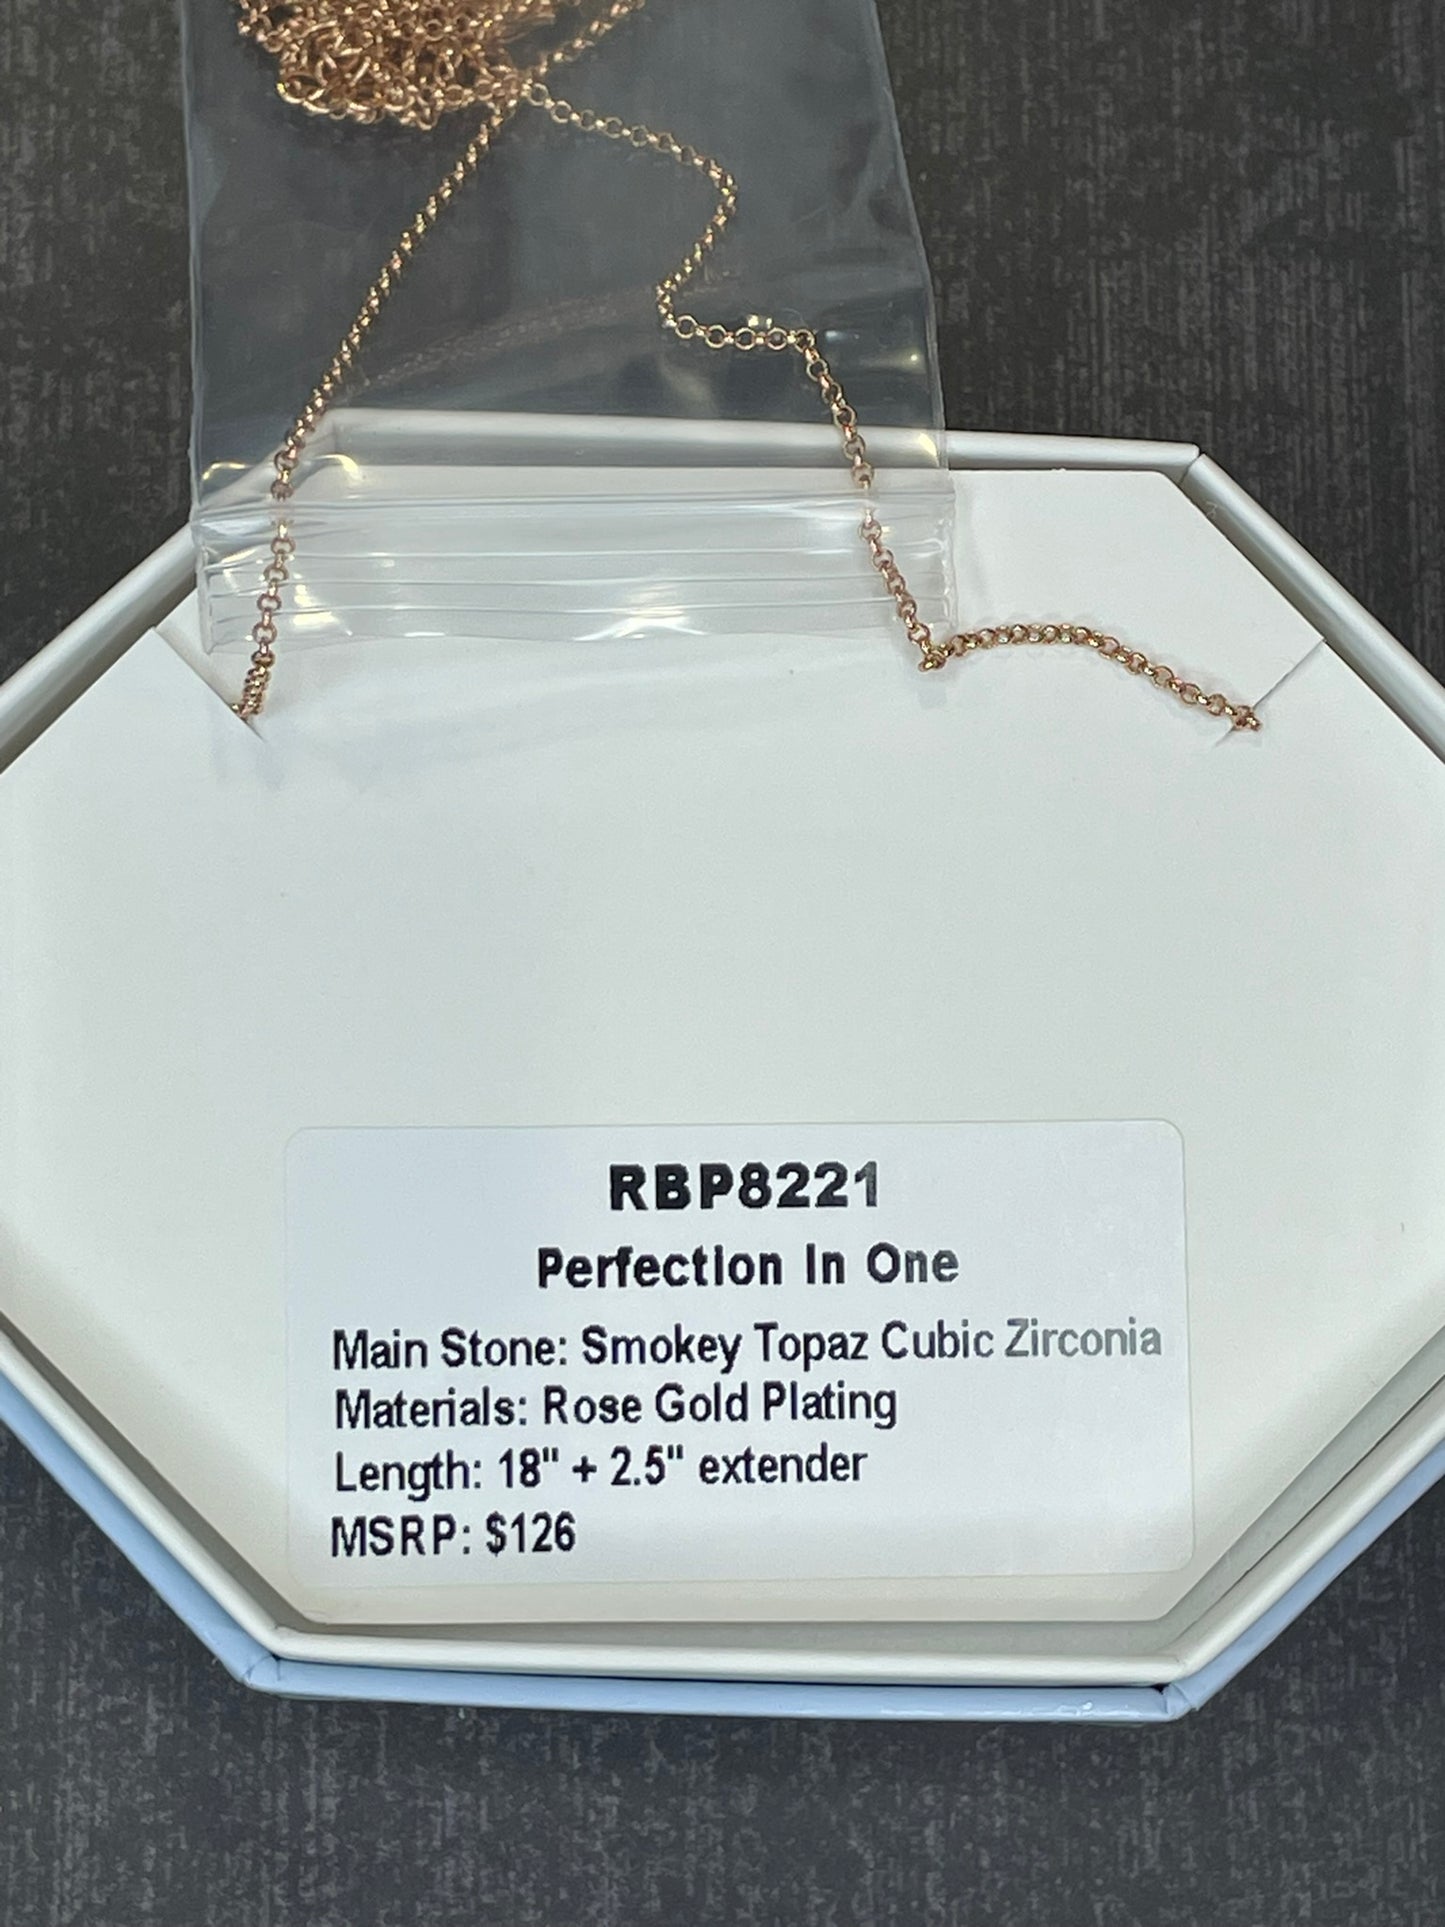 RBP8221
Perfection In One
Main Stone: Smokey Topaz Cubic Zirconia
Materials: Rose Gold Plating
Length: 18" + 2.5" extender
MSRP: $126